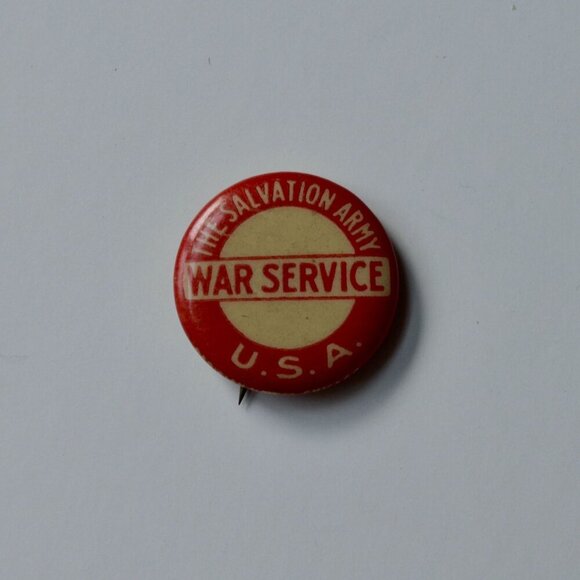 THE SALVATION ARMY
WAR SERVICE
U.S.A.